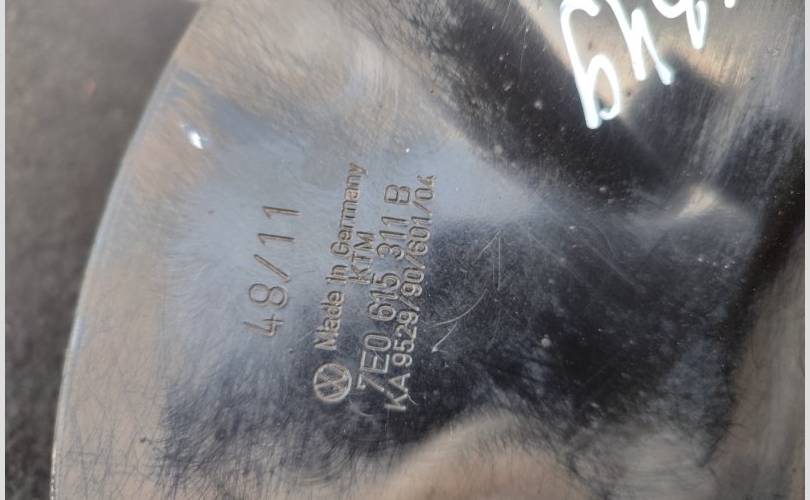 48/11
Made in Germany
KTM
7E0 615 311 B
KA9529/90/601/04